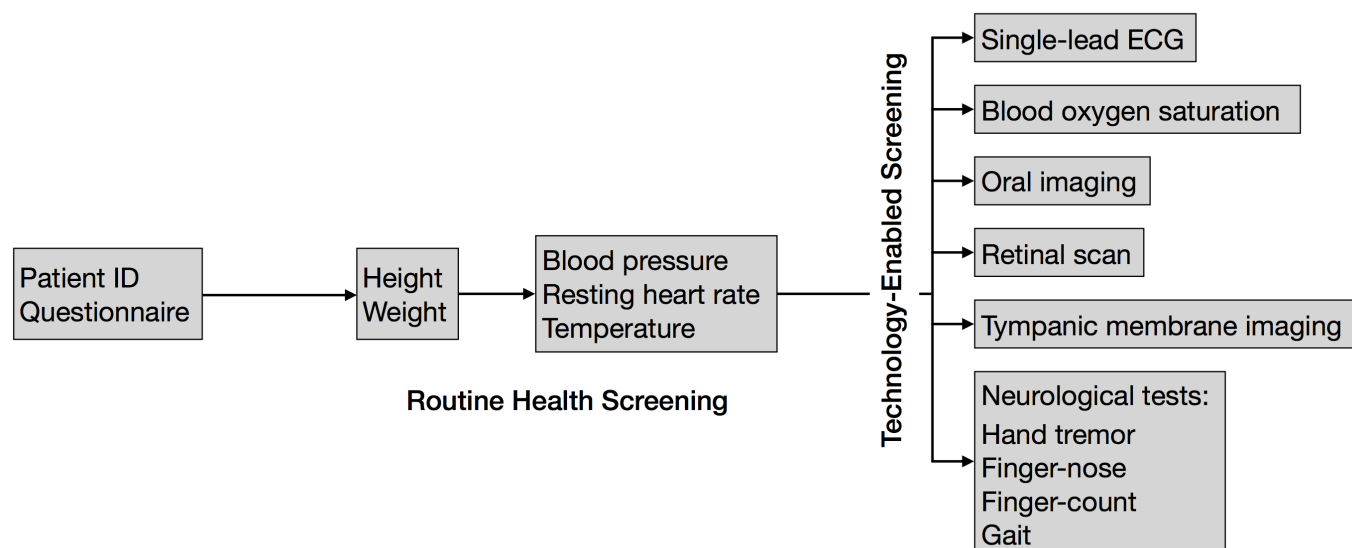 Patient ID
Questionnaire
Height
Weight
Blood pressure
Resting heart rate
Temperature
Routine Health Screening
Technology-Enabled Screening
Single-lead ECG
Blood oxygen saturation
Oral imaging
Retinal scan
Tympanic membrane imaging
Neurological tests:
Hand tremor
Finger-nose
Finger-count
Gait